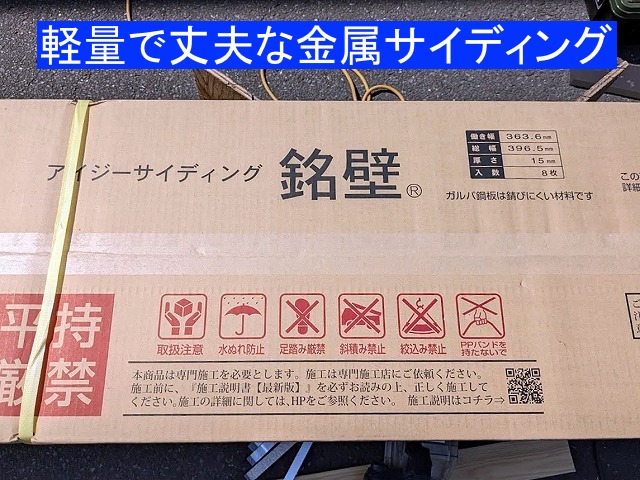 軽量で丈夫な金属サイディング
アイジーサイディング 銘壁®
働き幅 363.6mm
総幅 396.5mm
厚さ 15mm
入数 8枚
ガルバ鋼板は錆びにくい材料です
この
詳細
平持
厳禁
取扱注意
水ぬれ防止
足踏み厳禁
斜積み禁止
絞込み禁止
PPバンドを
持たないで
本商品は専門施工を必要とします。施工は専門施工店にご依頼ください。
施工前に、『施工説明書【最新版】』を必ずお読みの上、正しく施工して
ください。施工の詳細に関しては、HPをご参照ください。 施工説明はコチラ⇒